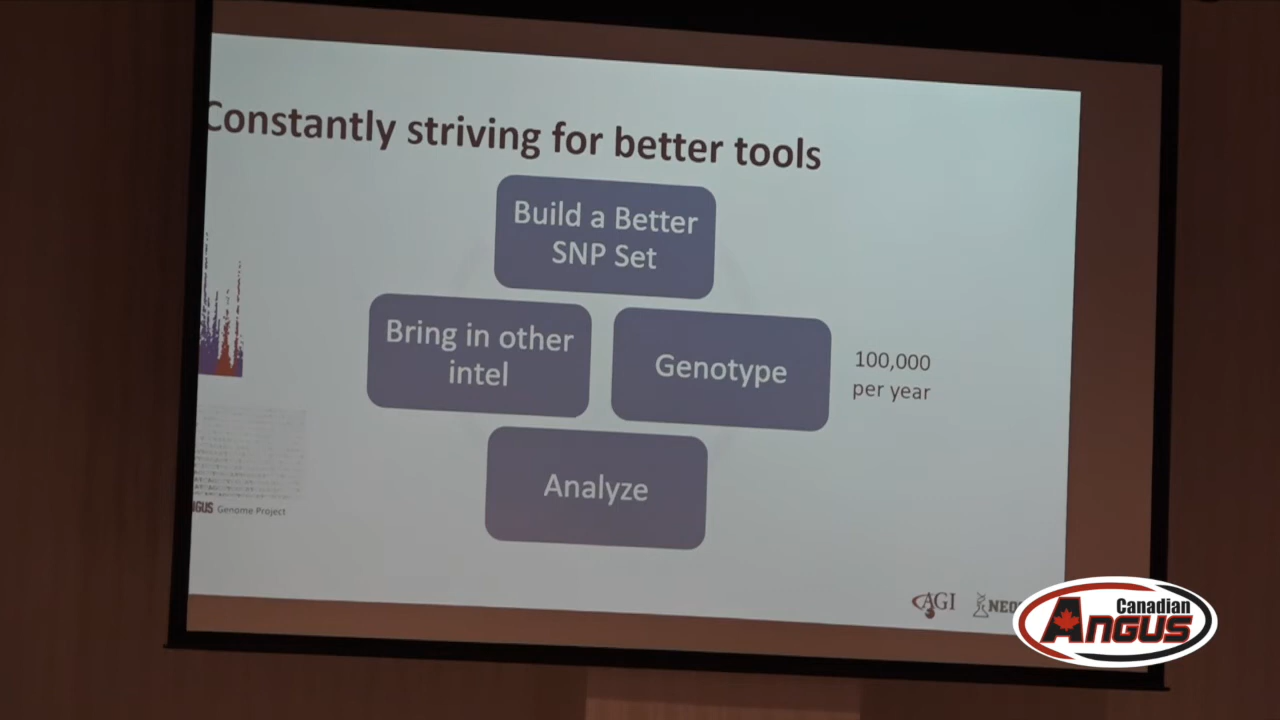 Constantly striving for better tools
Build a Better
SNP Set
Bring in other
intel
Genotype
100,000
per year
Analyze
Genome Project
AGI
Canadian
Angus